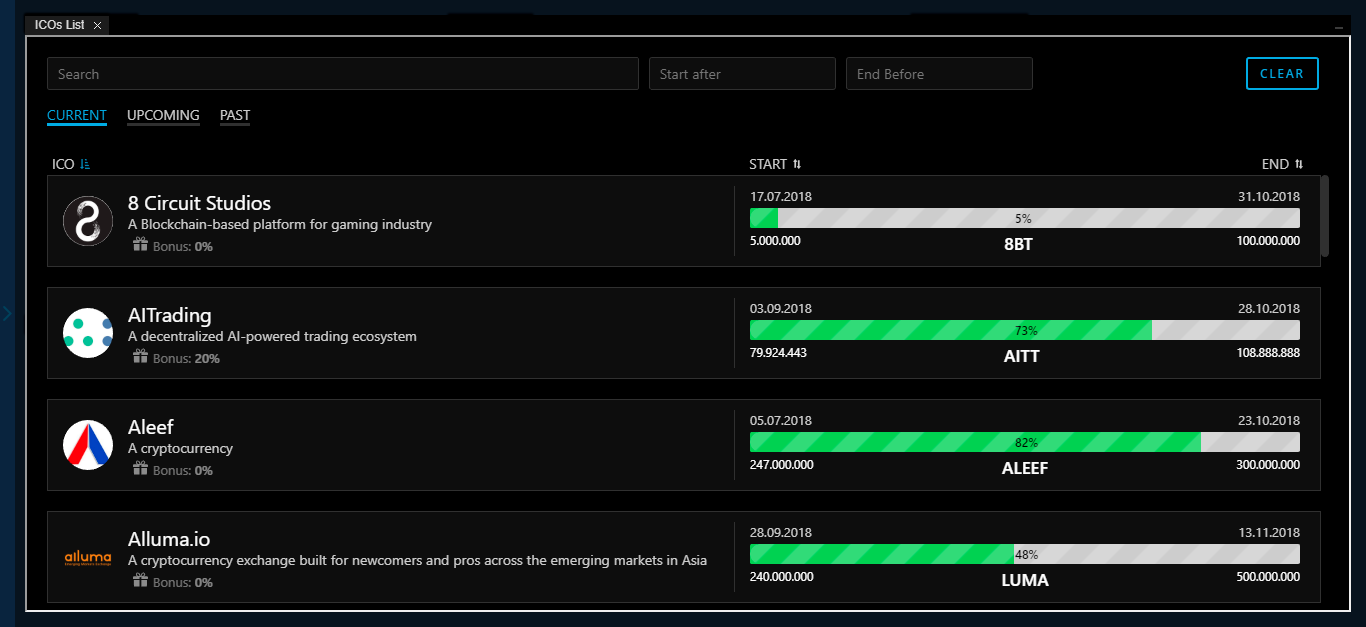 ICOs List
Search
Start after
End Before
CLEAR
CURRENT UPCOMING PAST
ICO START END
8 Circuit Studios
A Blockchain-based platform for gaming industry
Bonus: 0%
17.07.2018 31.10.2018
5%
5.000.000 8BT 100.000.000
AITrading
A decentralized AI-powered trading ecosystem
Bonus: 20%
03.09.2018 28.10.2018
73%
79.924.443 AITT 108.888.888
Aleef
A cryptocurrency
Bonus: 0%
05.07.2018 23.10.2018
82%
247.000.000 ALEEF 300.000.000
alluma
Alluma.io
A cryptocurrency exchange built for newcomers and pros across the emerging markets in Asia
Bonus: 0%
28.09.2018 13.11.2018
48%
240.000.000 LUMA 500.000.000